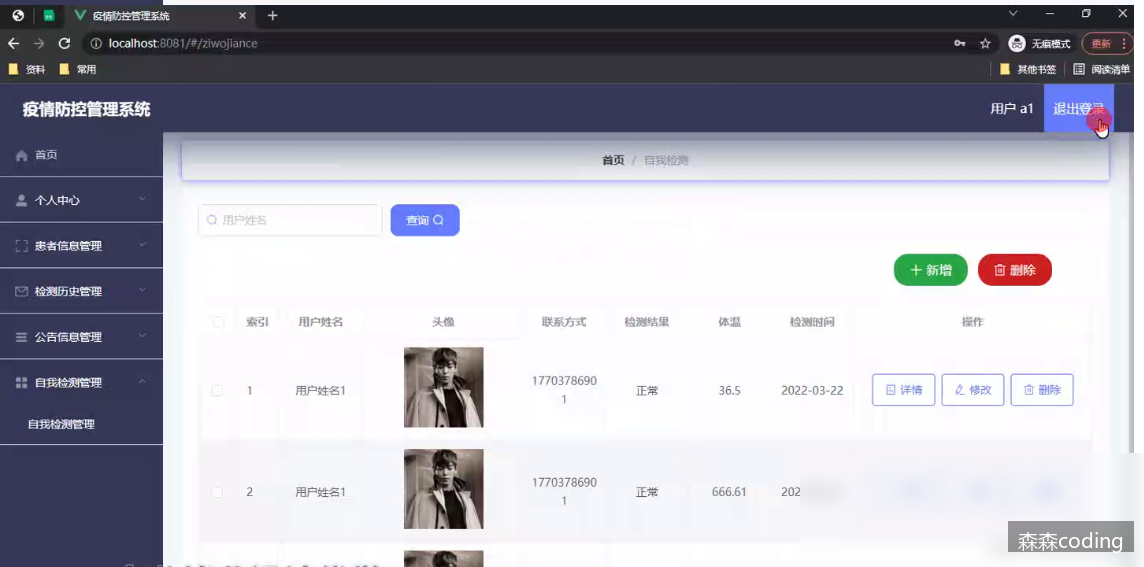 疫情防控管理系统
localhost:8081/#/ziwojiance
无痕模式
更新
资料
常用
其他书签
阅读清单
疫情防控管理系统
用户 a1
退出登录
首页
个人中心
患者信息管理
检测历史管理
公告信息管理
自我检测管理
自我检测管理
首页 / 自我检测
用户姓名
查询
新增
删除
索引 用户姓名 头像 联系方式 检测结果 体温 检测时间 操作
1 用户姓名1 1770378690 正常 36.5 2022-03-22 详情 修改 删除
1
2 用户姓名1 1770378690 正常 666.61 202
1
森森coding